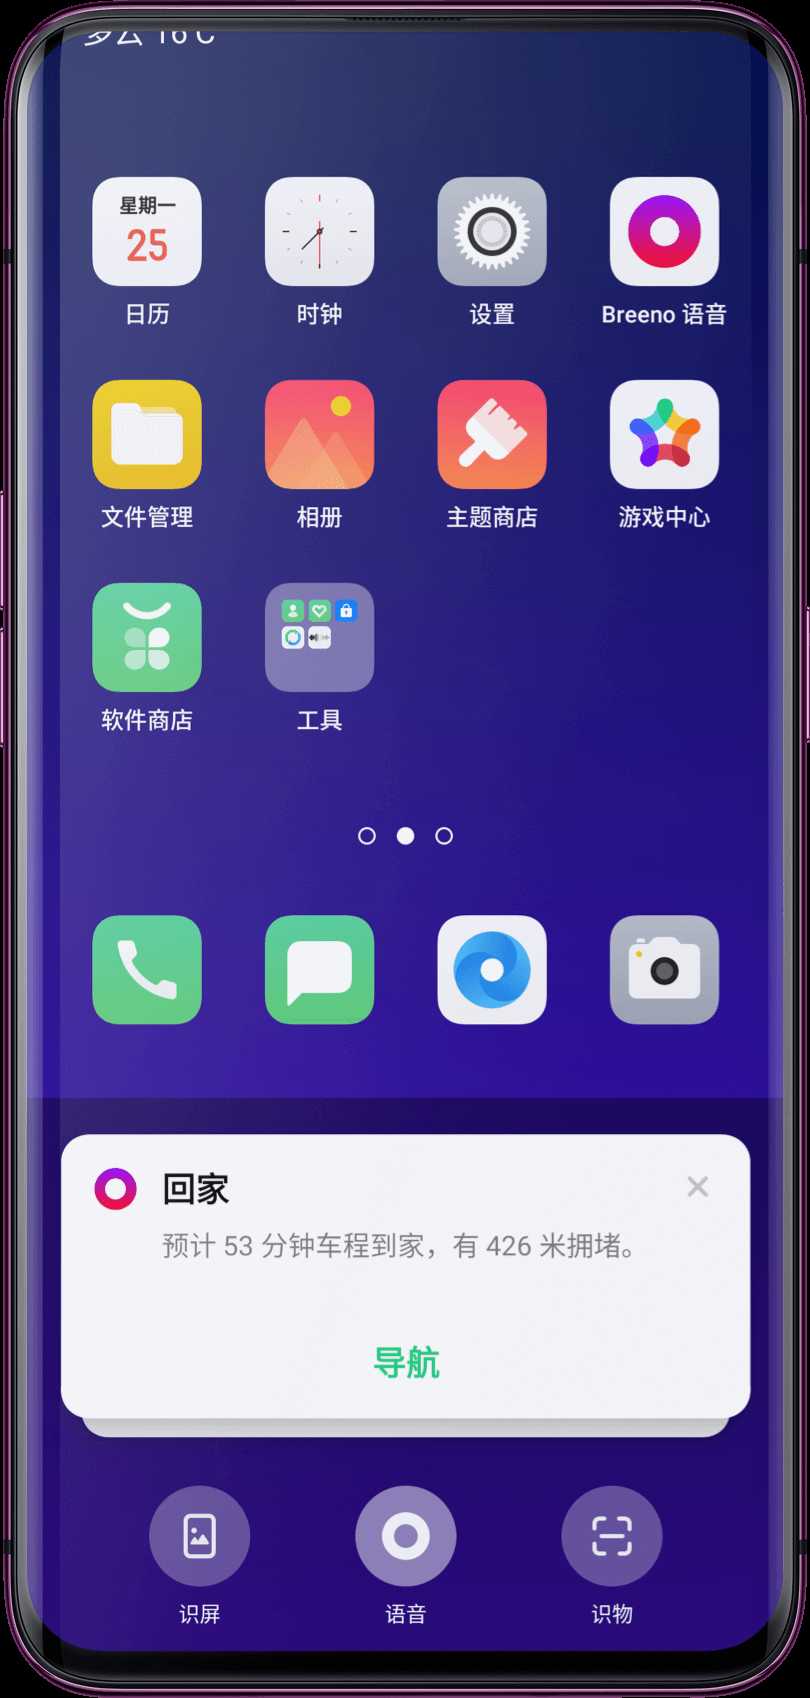 多云 16°C
星期一
25
日历
时钟
设置
Breeno 语音
文件管理
相册
主题商店
游戏中心
软件商店
工具
回家
预计 53 分钟车程到家，有 426 米拥堵。
导航
识屏
语音
识物